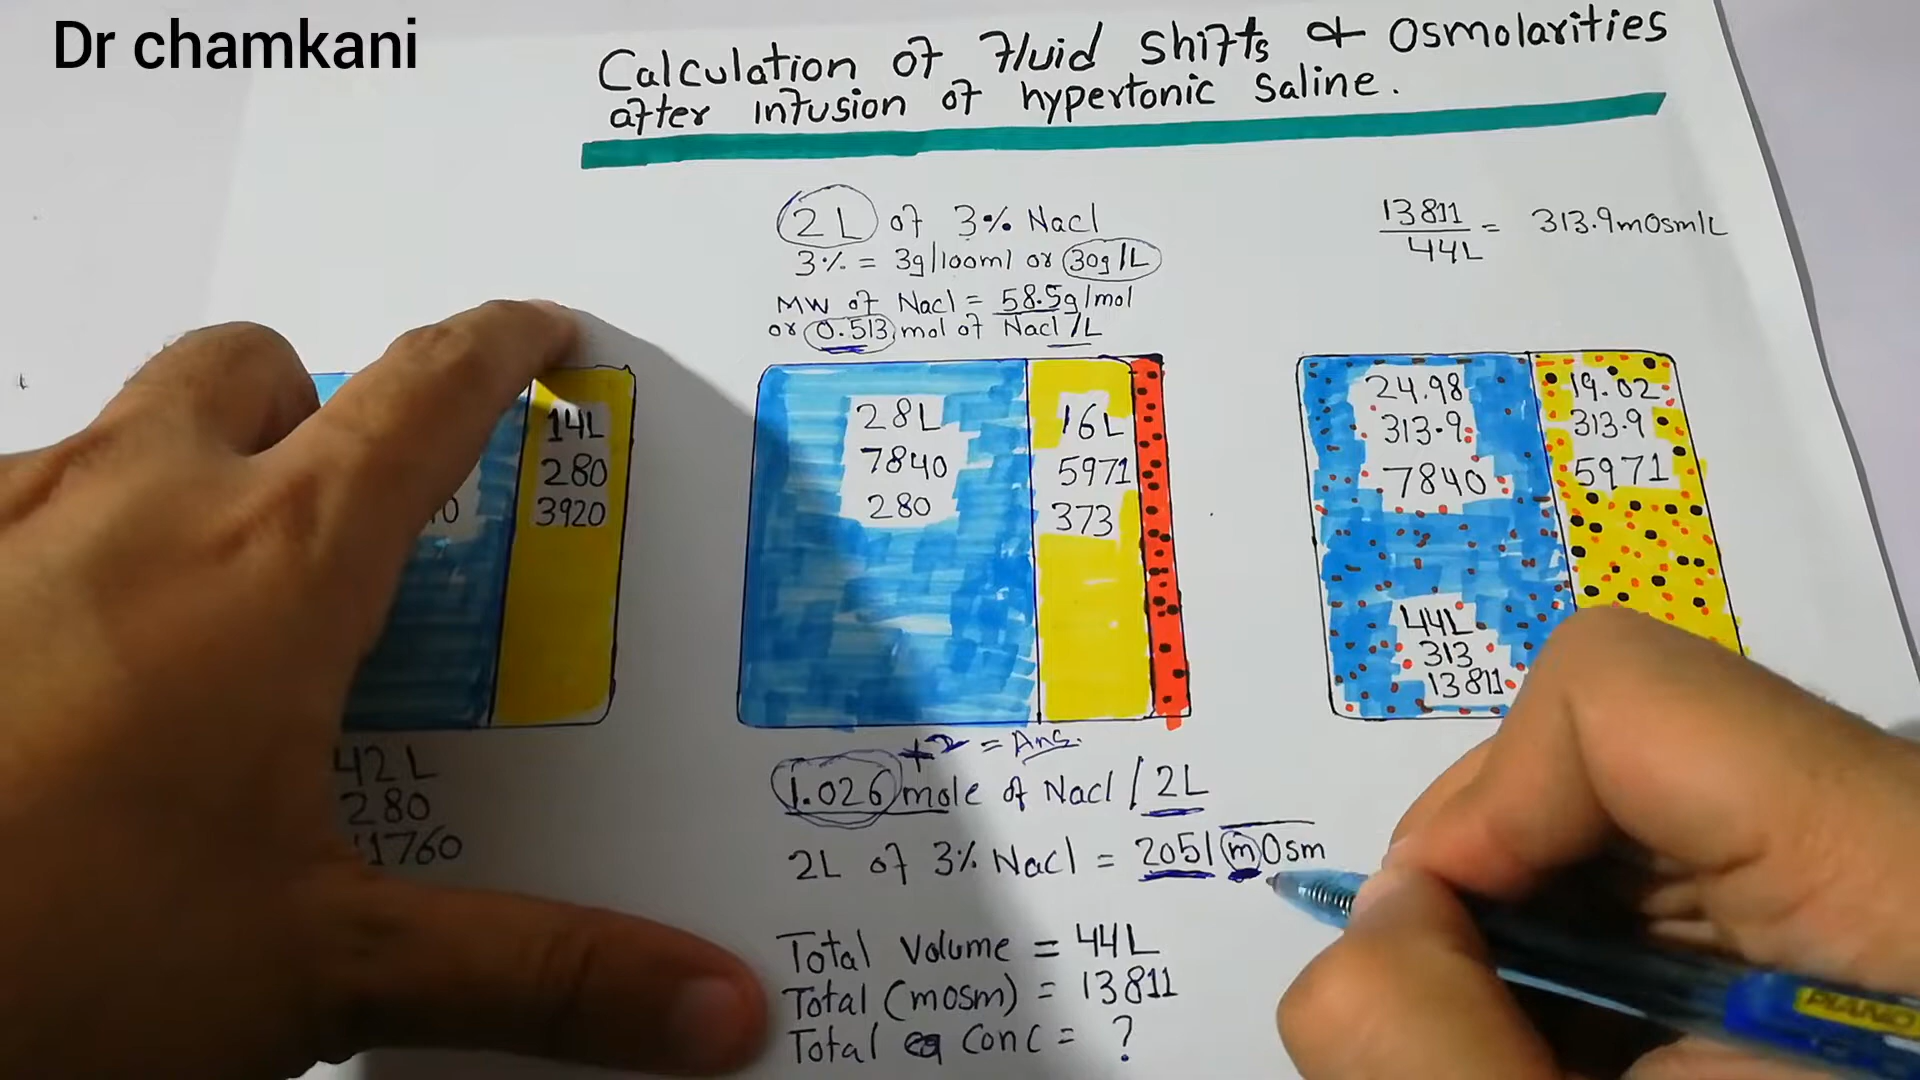 Dr chamkani
Calculation of Fluid Shifts & Osmolarities
after infusion of hypertonic Saline.
2 L of 3% Nacl
3% = 3g/100ml or 30g/L
MW of Nacl = 58.5g/mol
or 0.513 mol of Nacl/L
13811
44L
= 313.9mOsm/L
14L
280
3920
28L
7840
280
16L
5971
373
24.98
313.9
7840
19.02
313.9
5971
44L
313
13811
42L
280
11760
= Ans.
1.026 mole of Nacl / 2L
2L of 3% Nacl = 2051 mOsm
Total Volume = 44L
Total (mosm) = 13811
Total conc = ?
PIANO